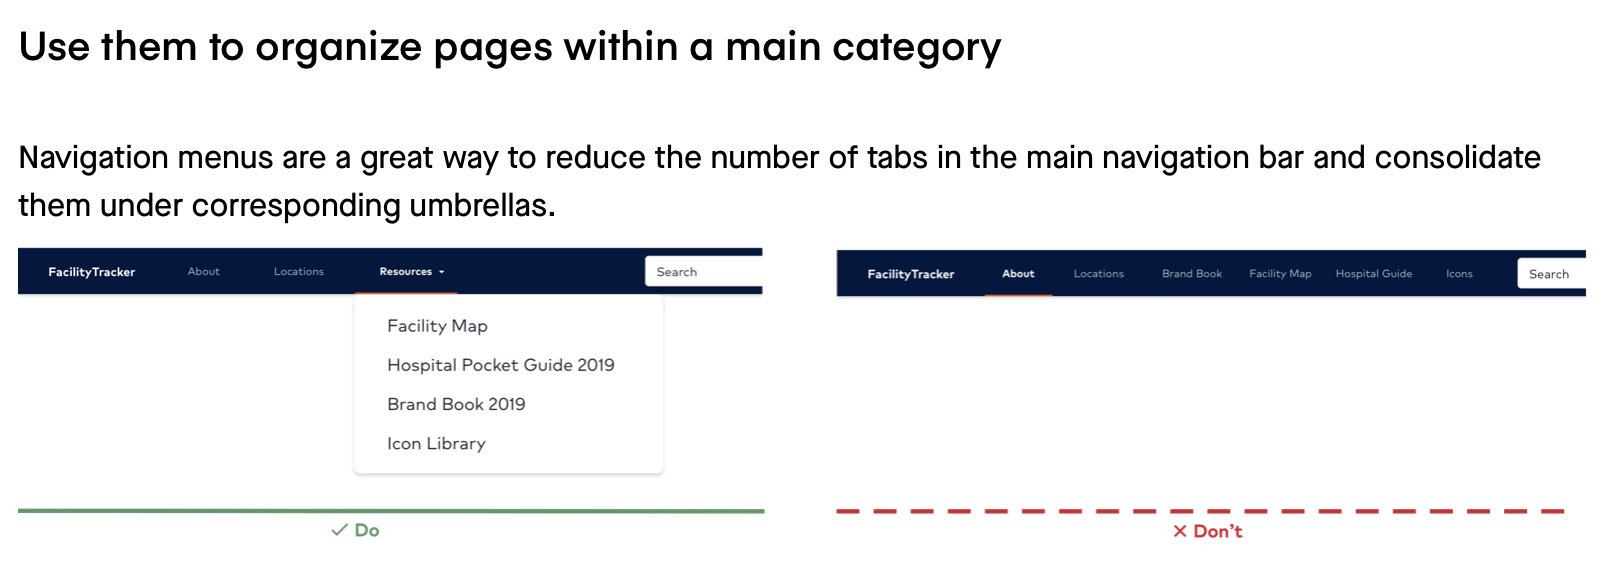 Use them to organize pages within a main category
Navigation menus are a great way to reduce the number of tabs in the main navigation bar and consolidate
them under corresponding umbrellas.
FacilityTracker About Locations Resources Search
Facility Map
Hospital Pocket Guide 2019
Brand Book 2019
Icon Library
✓ Do
FacilityTracker About Locations Brand Book Facility Map Hospital Guide Icons Search
✕ Don't